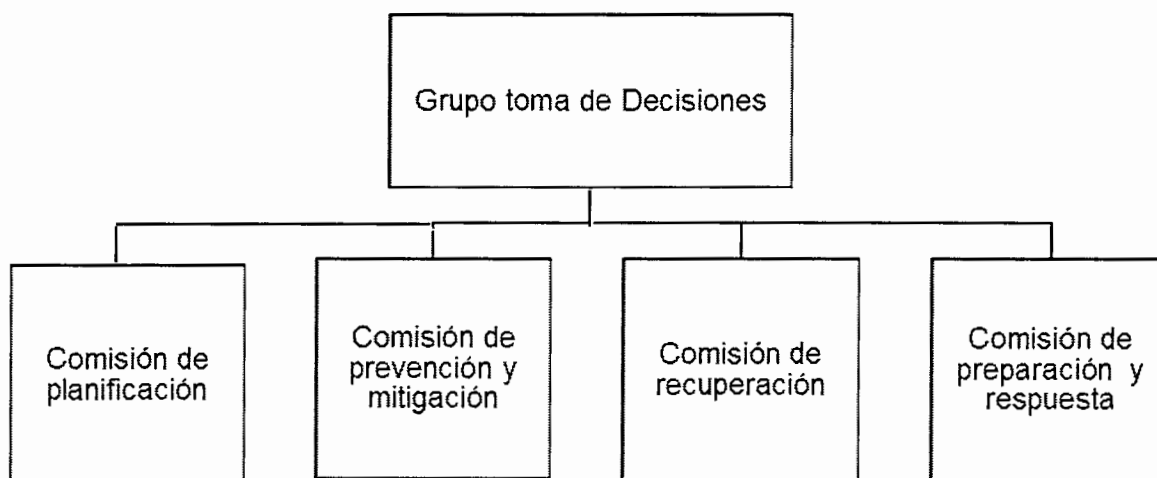 Grupo toma de Decisiones
Comisión de
planificación
Comisión de
prevención y
mitigación
Comisión de
recuperación
Comisión de
preparación y
respuesta